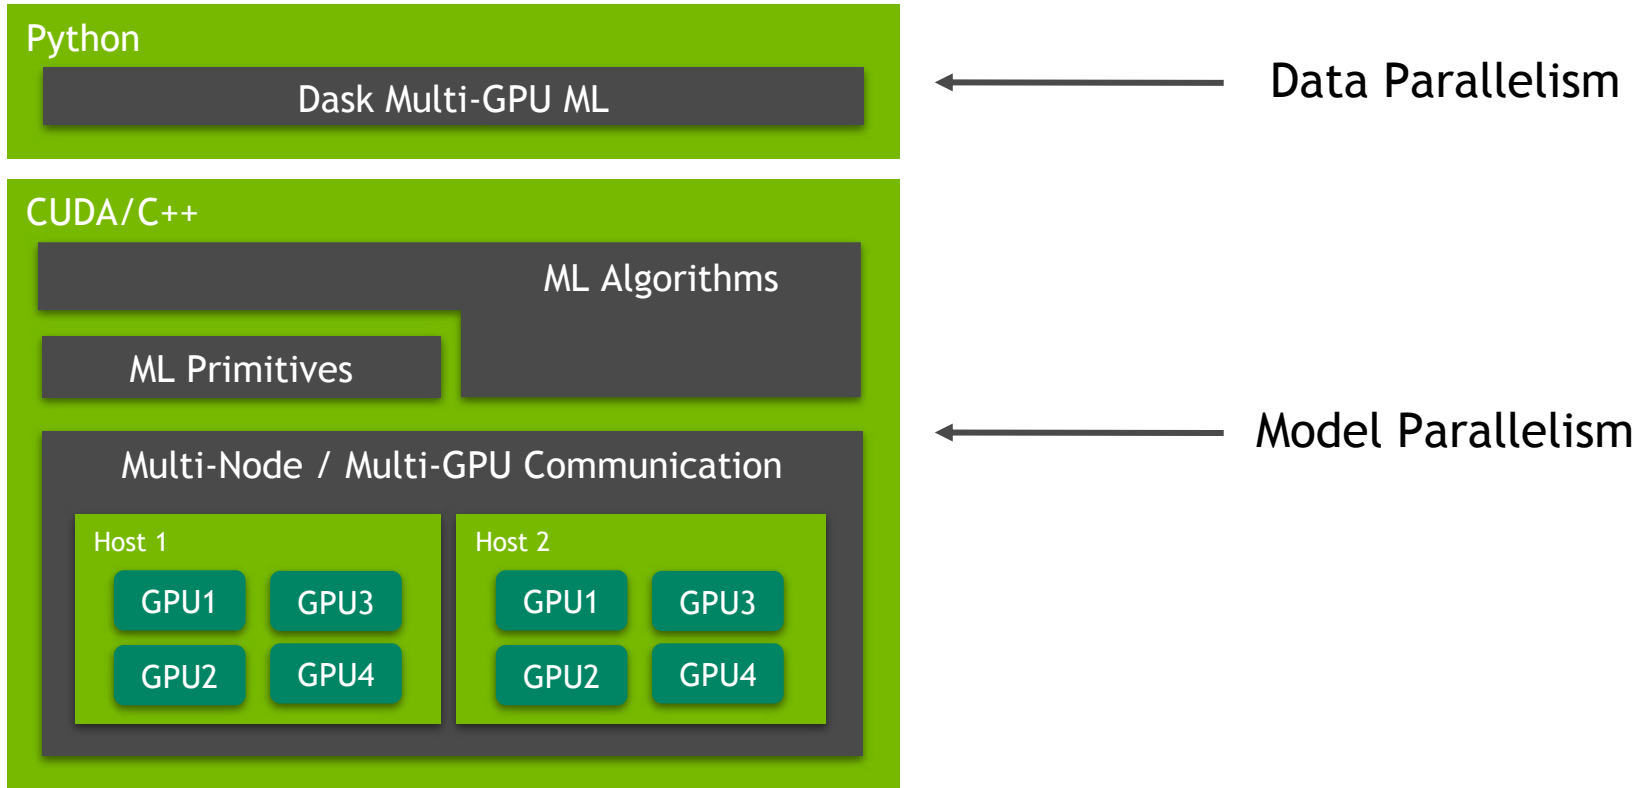 Python
Dask Multi-GPU ML
Data Parallelism
CUDA/C++
ML Algorithms
ML Primitives
Model Parallelism
Multi-Node / Multi-GPU Communication
Host 1
GPU1
GPU3
GPU2
GPU4
Host 2
GPU1
GPU3
GPU2
GPU4